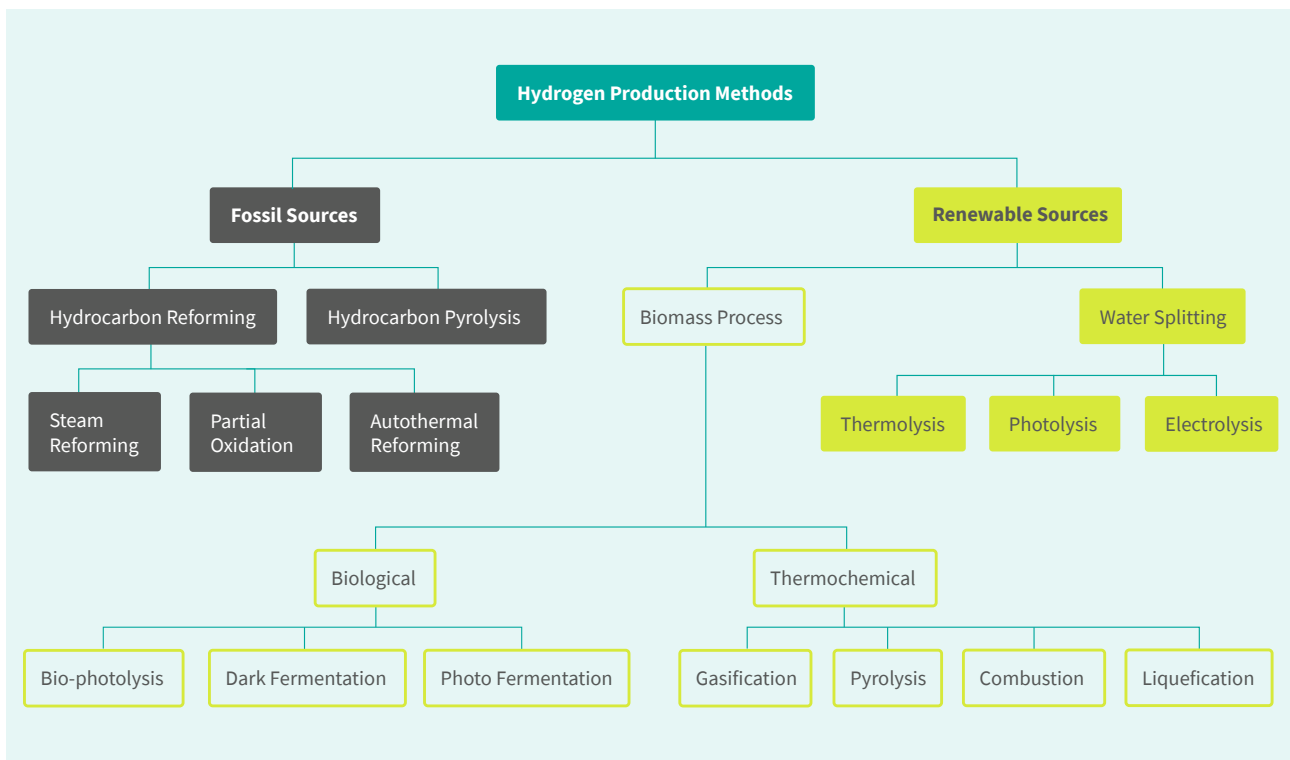 Hydrogen Production Methods
Fossil Sources
Renewable Sources
Hydrocarbon Reforming
Hydrocarbon Pyrolysis
Biomass Process
Water Splitting
Steam
Reforming
Partial
Oxidation
Autothermal
Reforming
Thermolysis
Photolysis
Electrolysis
Biological
Thermochemical
Bio-photolysis
Dark Fermentation
Photo Fermentation
Gasification
Pyrolysis
Combustion
Liquefication